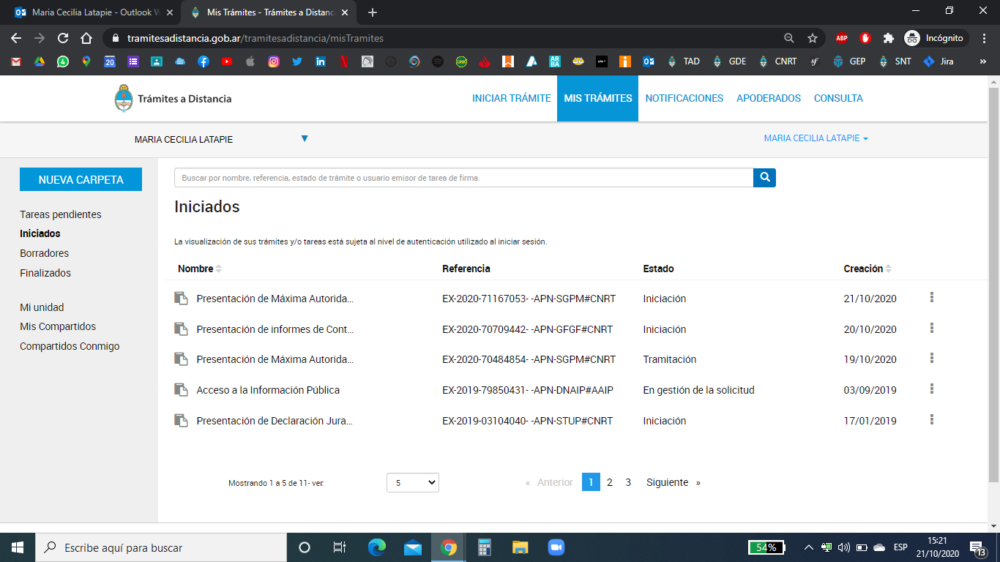 Maria Cecilia Latapie - Outlook W
Mis Trámites - Trámites a Distanci
tramitesadistancia.gob.ar/tramitesadistancia/misTramites
ABP
Incógnito
20
LINK
ARBA
TAD
GDE
CNRT
sf
GEP
SNT
Jira
»
Trámites a Distancia
INICIAR TRÁMITE
MIS TRÁMITES
NOTIFICACIONES
APODERADOS
CONSULTA
MARIA CECILIA LATAPIE
MARIA CECILIA LATAPIE
NUEVA CARPETA
Tareas pendientes
Iniciados
Borradores
Finalizados
Mi unidad
Mis Compartidos
Compartidos Conmigo
Buscar por nombre, referencia, estado de trámite o usuario emisor de tarea de firma.
Iniciados
La visualización de sus trámites y/o tareas está sujeta al nivel de autenticación utilizado al iniciar sesión.
Nombre Referencia Estado Creación
Presentación de Máxima Autorida... EX-2020-71167053- -APN-SGPM#CNRT Iniciación 21/10/2020
Presentación de informes de Cont... EX-2020-70709442- -APN-GFGF#CNRT Iniciación 20/10/2020
Presentación de Máxima Autorida... EX-2020-70484854- -APN-SGPM#CNRT Tramitación 19/10/2020
Acceso a la Información Pública EX-2019-79850431- -APN-DNAIP#AAIP En gestión de la solicitud 03/09/2019
Presentación de Declaración Jura... EX-2019-03104040- -APN-STUP#CNRT Iniciación 17/01/2019
Mostrando 1 a 5 de 11- ver: 5 « Anterior 1 2 3 Siguiente »
Escribe aquí para buscar
54%
ESP
15:21
21/10/2020
13